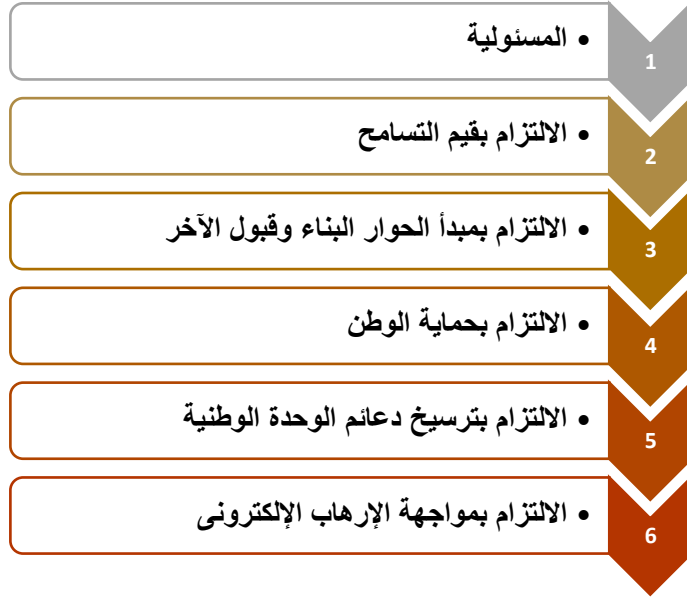 1
• المسئولية
2
• الالتزام بقيم التسامح
3
• الالتزام بمبدأ الحوار البناء وقبول الآخر
4
• الالتزام بحماية الوطن
5
• الالتزام بترسيخ دعائم الوحدة الوطنية
6
• الالتزام بمواجهة الإرهاب الإلكترونى